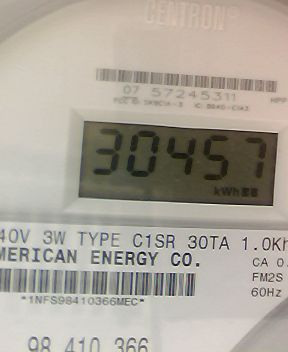 CENTRON®
07 57245311
30457
kWh
40V 3W TYPE C1SR 30TA 1.0Kh
MERICAN ENERGY CO.
CA 0.
FM2S
60Hz
*1NFS98410366MEC*
98 410 366